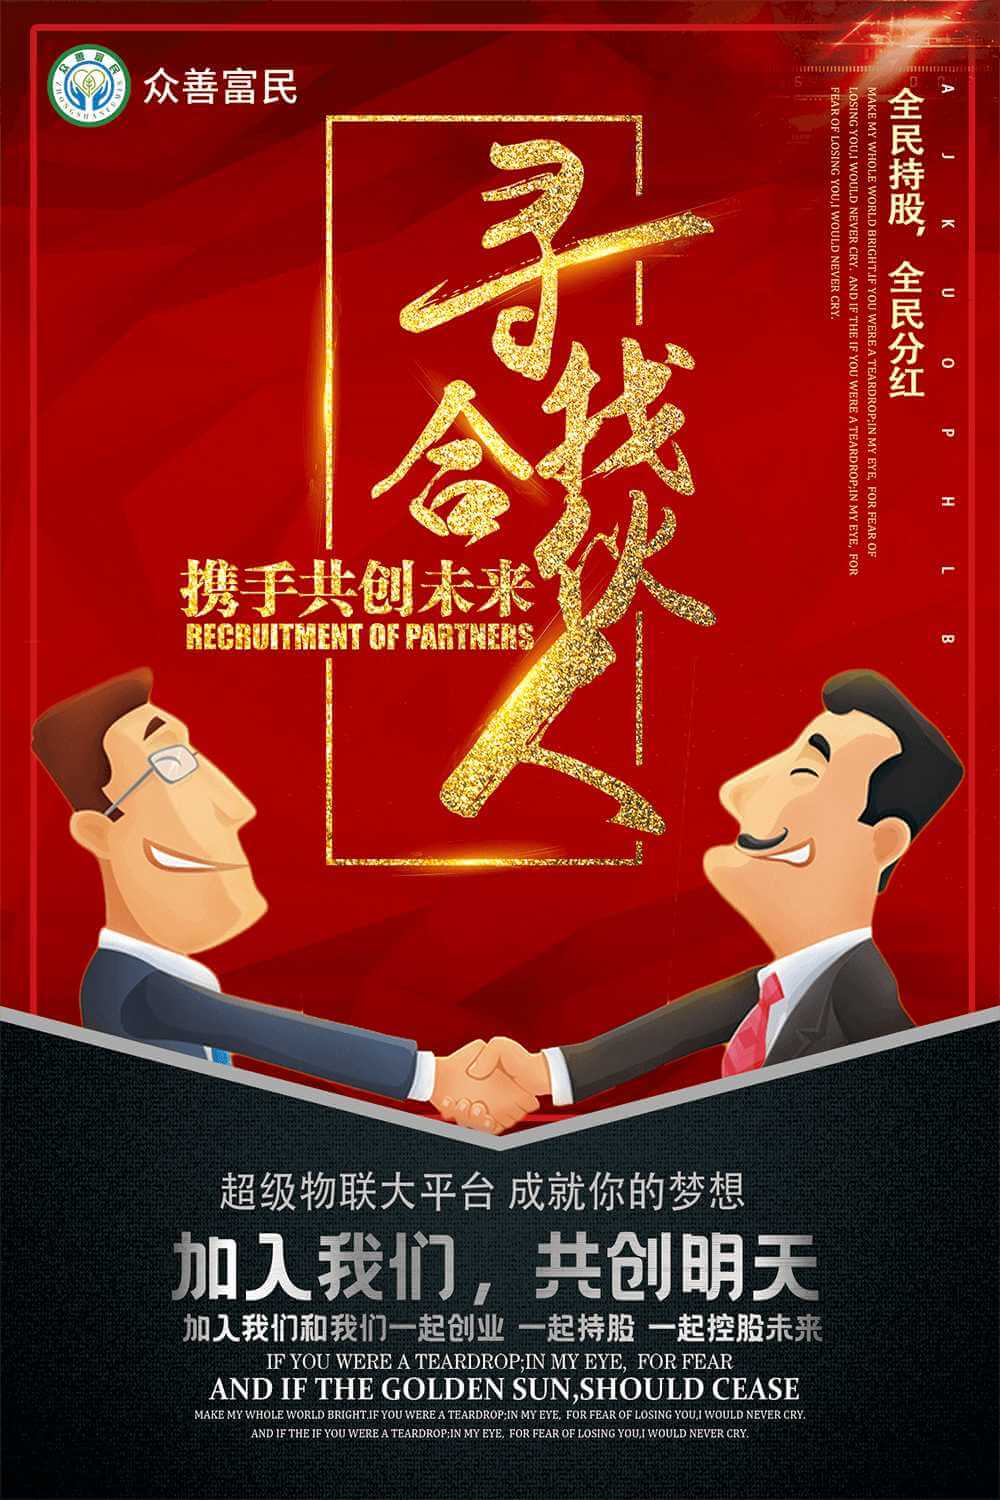 众善富民
ZHONGSHANFUMIN
众善富民
全民持股，全民分红
AJKUOPHLB
MAKE MY WHOLE WORLD BRIGHT.IF YOU WERE A TEARDROP;IN MY EYE, FOR FEAR OF
LOSING YOU,I WOULD NEVER CRY. AND IF THE IF YOU WERE A TEARDROP;IN MY EYE, FOR
FEAR OF LOSING YOU,I WOULD NEVER CRY.
寻找合伙人
携手共创未来
RECRUITMENT OF PARTNERS
超级物联大平台 成就你的梦想
加入我们，共创明天
加入我们和我们一起创业 一起持股 一起控股未来
IF YOU WERE A TEARDROP;IN MY EYE, FOR FEAR
AND IF THE GOLDEN SUN,SHOULD CEASE
MAKE MY WHOLE WORLD BRIGHT.IF YOU WERE A TEARDROP;IN MY EYE, FOR FEAR OF LOSING YOU,I WOULD NEVER CRY.
AND IF THE IF YOU WERE A TEARDROP;IN MY EYE, FOR FEAR OF LOSING YOU,I WOULD NEVER CRY.